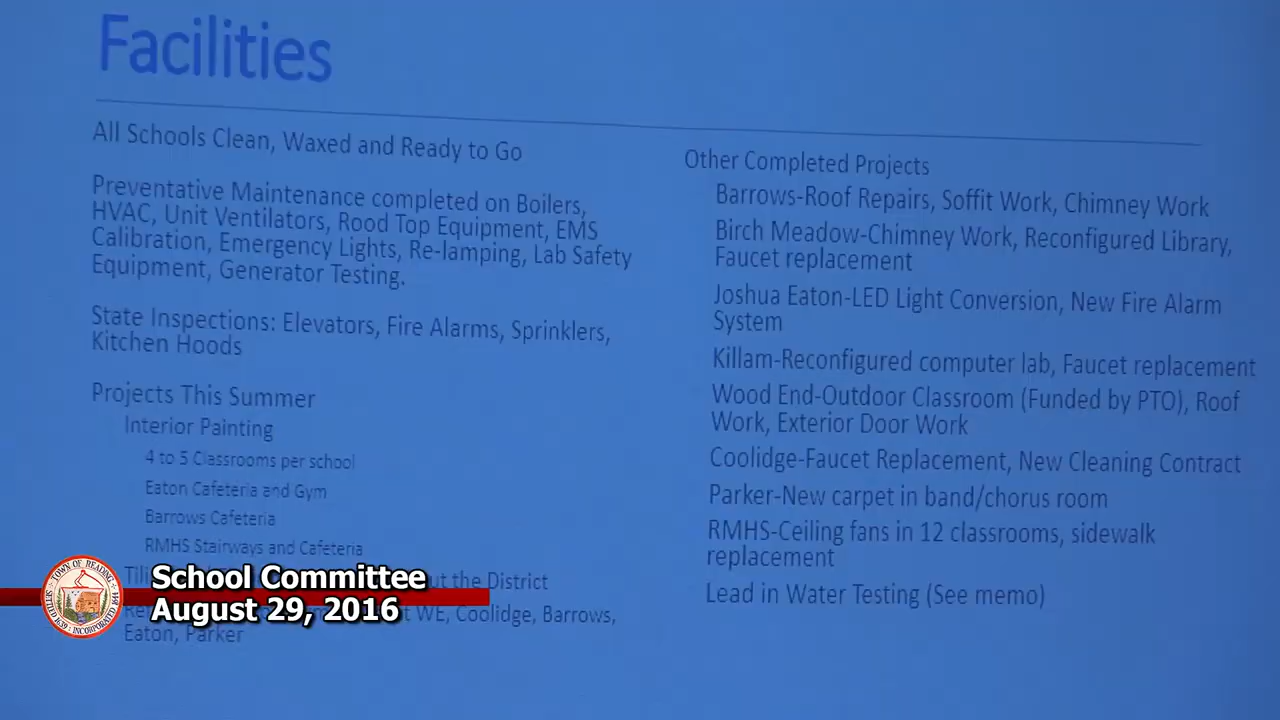 Facilities
All Schools Clean, Waxed and Ready to Go
Preventative Maintenance completed on Boilers,
HVAC, Unit Ventilators, Rood Top Equipment, EMS
Calibration, Emergency Lights, Re-lamping, Lab Safety
Equipment, Generator Testing.
State Inspections: Elevators, Fire Alarms, Sprinklers,
Kitchen Hoods
Projects This Summer
Interior Painting
4 to 5 Classrooms per school
Eaton Cafeteria and Gym
Barrows Cafeteria
RMHS Stairways and Cafeteria
the District
WE, Coolidge, Barrows,
Eaton, Parker
Other Completed Projects
Barrows-Roof Repairs, Soffit Work, Chimney Work
Birch Meadow-Chimney Work, Reconfigured Library,
Faucet replacement
Joshua Eaton-LED Light Conversion, New Fire Alarm
System
Killam-Reconfigured computer lab, Faucet replacement
Wood End-Outdoor Classroom (Funded by PTO), Roof
Work, Exterior Door Work
Coolidge-Faucet Replacement, New Cleaning Contract
Parker-New carpet in band/chorus room
RMHS-Ceiling fans in 12 classrooms, sidewalk
replacement
Lead in Water Testing (See memo)
TOWN OF READING
SETTLED 1639 INCORPORATED 1644
School Committee
August 29, 2016